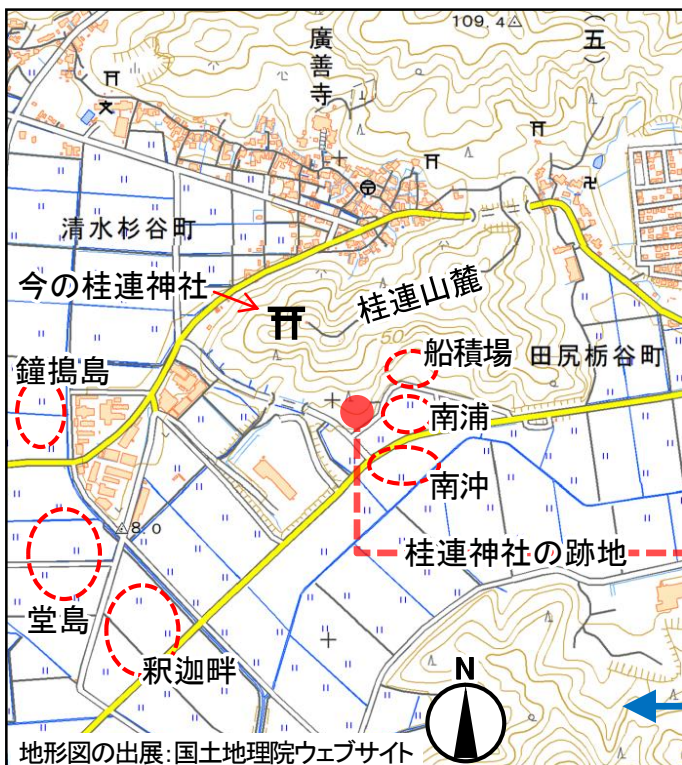 109.4
(五)
廣善寺
清水杉谷町
今の桂連神社
桂連山麓
50
船積場
田尻栃谷町
鐘搗島
南浦
南沖
8.0
桂連神社の跡地
堂島
釈迦畔
N
地形図の出展：国土地理院ウェブサイト